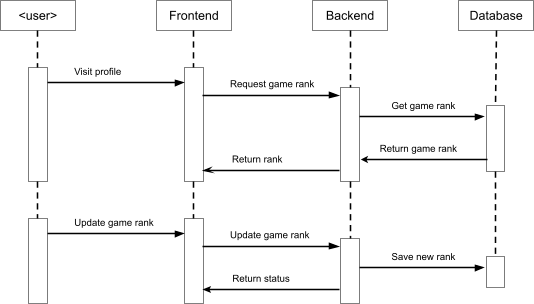 <user>
Frontend
Backend
Database
Visit profile
Request game rank
Get game rank
Return game rank
Return rank
Update game rank
Update game rank
Save new rank
Return status